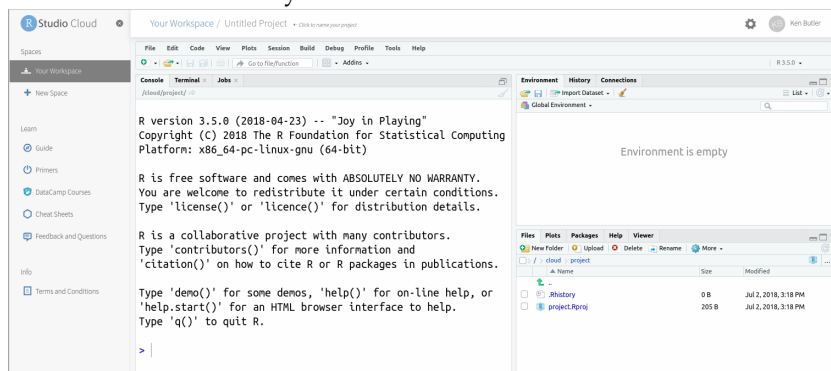 R Studio Cloud
Your Workspace / Untitled Project • Click to name your project
Ken Butler
Spaces
Your Workspace
New Space
Learn
Guide
Primers
DataCamp Courses
Cheat Sheets
Feedback and Questions
Info
Terms and Conditions
File Edit Code View Plots Session Build Debug Profile Tools Help
Go to file/function Addins
R 3.5.0
Console Terminal × Jobs ×
/cloud/project/
R version 3.5.0 (2018-04-23) -- "Joy in Playing"
Copyright (C) 2018 The R Foundation for Statistical Computing
Platform: x86_64-pc-linux-gnu (64-bit)
R is free software and comes with ABSOLUTELY NO WARRANTY.
You are welcome to redistribute it under certain conditions.
Type 'license()' or 'licence()' for distribution details.
R is a collaborative project with many contributors.
Type 'contributors()' for more information and
'citation()' on how to cite R or R packages in publications.
Type 'demo()' for some demos, 'help()' for on-line help, or
'help.start()' for an HTML browser interface to help.
Type 'q()' to quit R.
>
Environment History Connections
Import Dataset List
Global Environment
Environment is empty
Files Plots Packages Help Viewer
New Folder Upload Delete Rename More
/ cloud project R ...
Name Size Modified
..
.Rhistory 0 B Jul 2, 2018, 3:18 PM
project.Rproj 205 B Jul 2, 2018, 3:18 PM